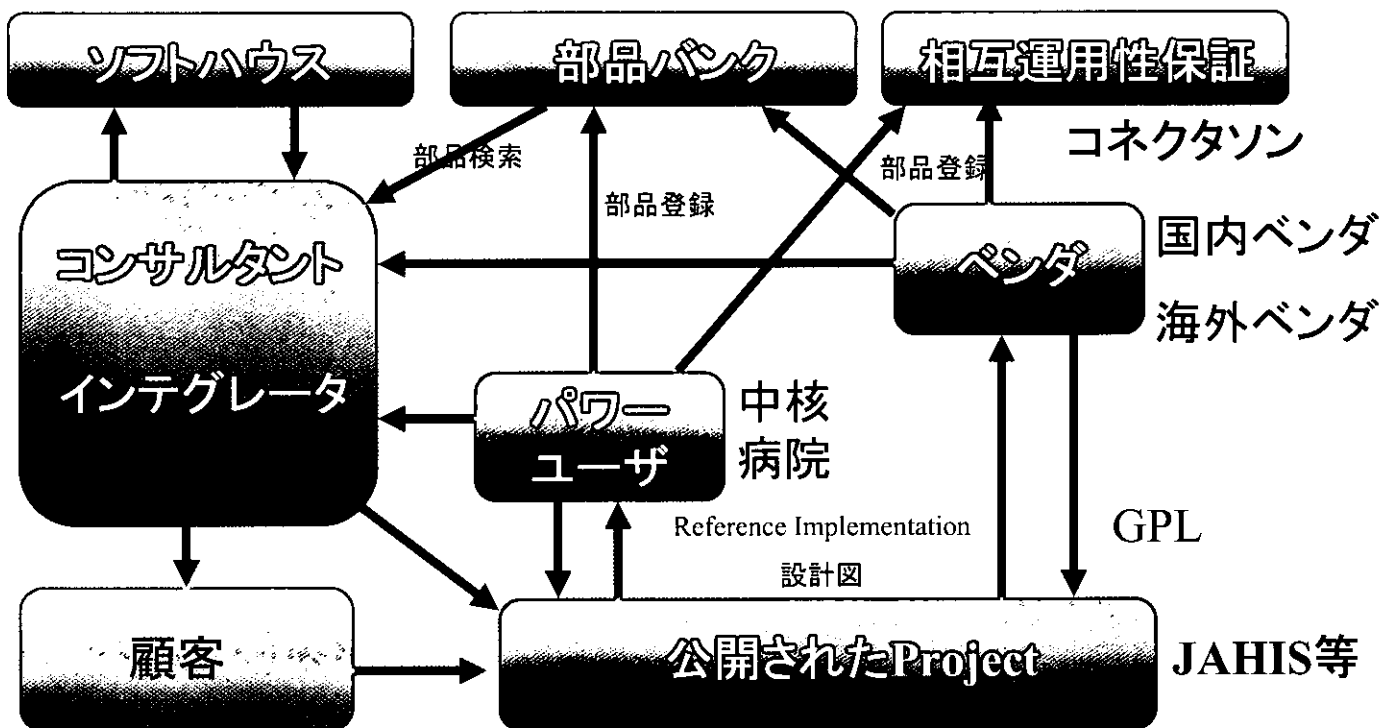 ソフトハウス
部品バンク
相互運用性保証
コネクタソン
部品検索
部品登録
部品登録
コンサルタント
インテグレータ
ベンダ
国内ベンダ
海外ベンダ
パワー
ユーザ
中核
病院
Reference Implementation
設計図
GPL
顧客
公開されたProject
JAHIS等